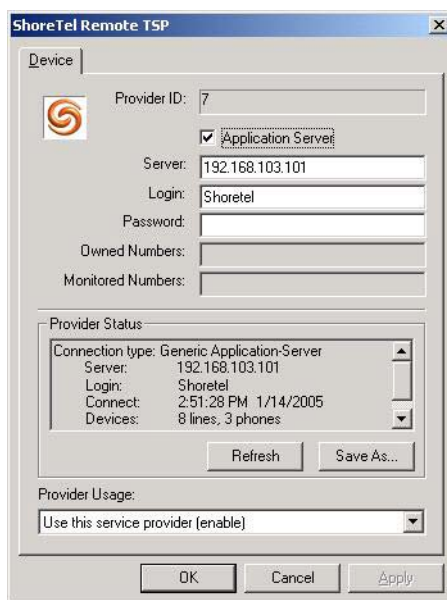 ShoreTel Remote TSP
Device
Provider ID: 7
Application Server
Server: 192.168.103.101
Login: Shoretel
Password:
Owned Numbers:
Monitored Numbers:
Provider Status
Connection type: Generic Application-Server
Server: 192.168.103.101
Login: Shoretel
Connect: 2:51:28 PM 1/14/2005
Devices: 8 lines, 3 phones
Refresh Save As...
Provider Usage:
Use this service provider (enable)
OK Cancel Apply